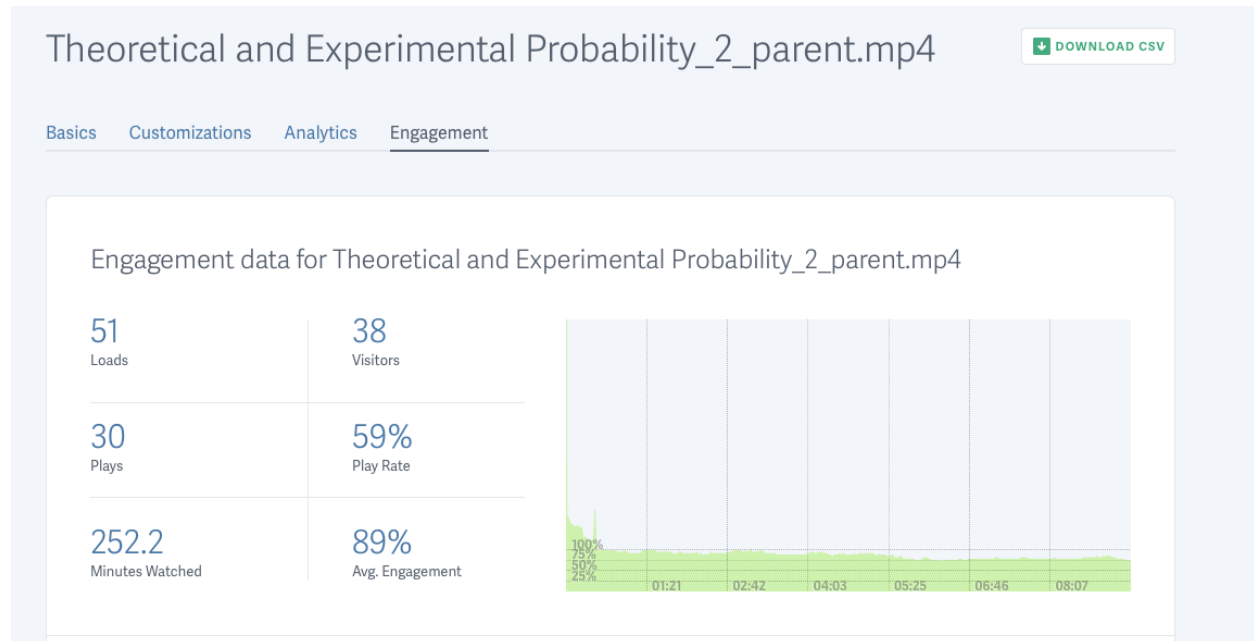 Theoretical and Experimental Probability_2_parent.mp4
DOWNLOAD CSV
Basics Customizations Analytics Engagement
Engagement data for Theoretical and Experimental Probability_2_parent.mp4
51
Loads
38
Visitors
30
Plays
59%
Play Rate
252.2
Minutes Watched
89%
Avg. Engagement
100%
75%
50%
25%
01:21 02:42 04:03 05:25 06:46 08:07